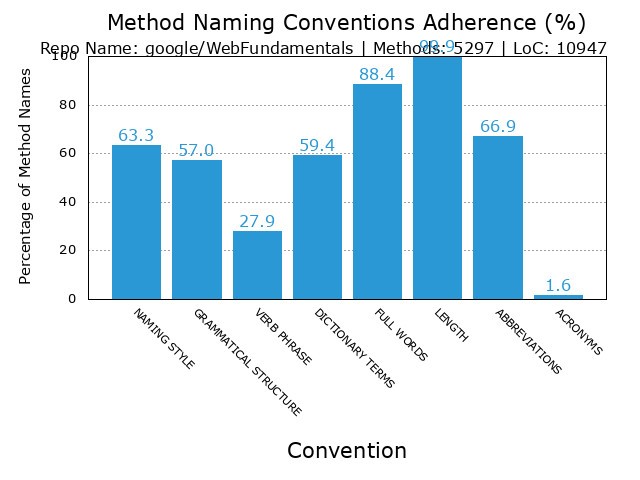 Method Naming Conventions Adherence (%)
Repo Name: google/WebFundamentals | Methods: 5297 | LoC: 10947
Percentage of Method Names
100
80
60
40
20
0
63.3
57.0
27.9
59.4
88.4
99.9
66.9
1.6
NAMING STYLE
GRAMMATICAL STRUCTURE
VERB PHRASE
DICTIONARY TERMS
FULL WORDS
LENGTH
ABBREVIATIONS
ACRONYMS
Convention